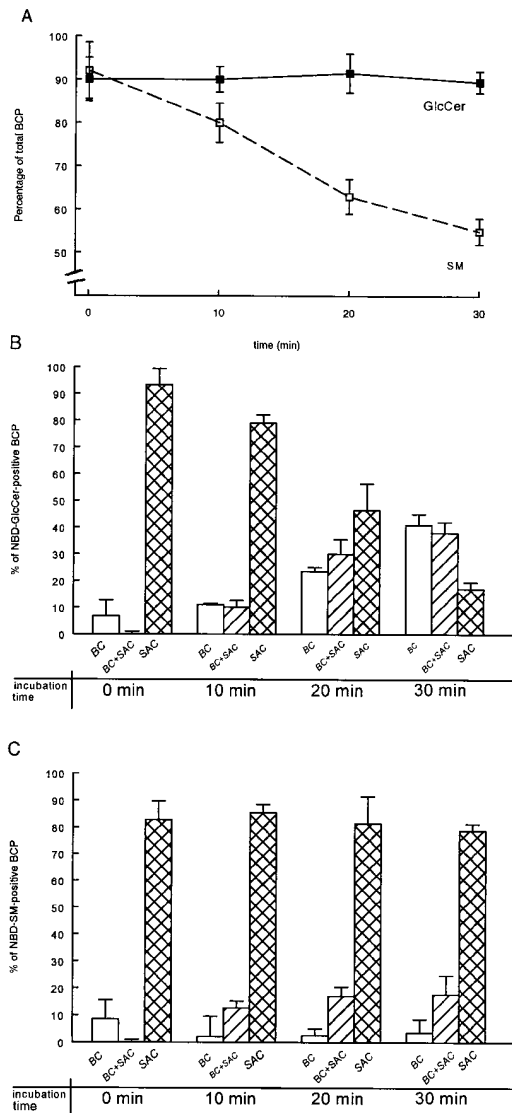 A
Percentage of total BCP
100
90
80
70
60
50
GlcCer
SM
0
10
20
30
time (min)
B
% of NBD-GlcCer-positive BCP
100
90
80
70
60
50
40
30
20
10
0
BC
BC+SAC
SAC
BC
BC+SAC
SAC
BC
BC+SAC
SAC
BC
BC+SAC
SAC
incubation time
0 min
10 min
20 min
30 min
C
% of NBD-SM-positive BCP
100
90
80
70
60
50
40
30
20
10
0
BC
BC+SAC
SAC
BC
BC+SAC
SAC
BC
BC+SAC
SAC
BC
BC+SAC
SAC
incubation time
0 min
10 min
20 min
30 min